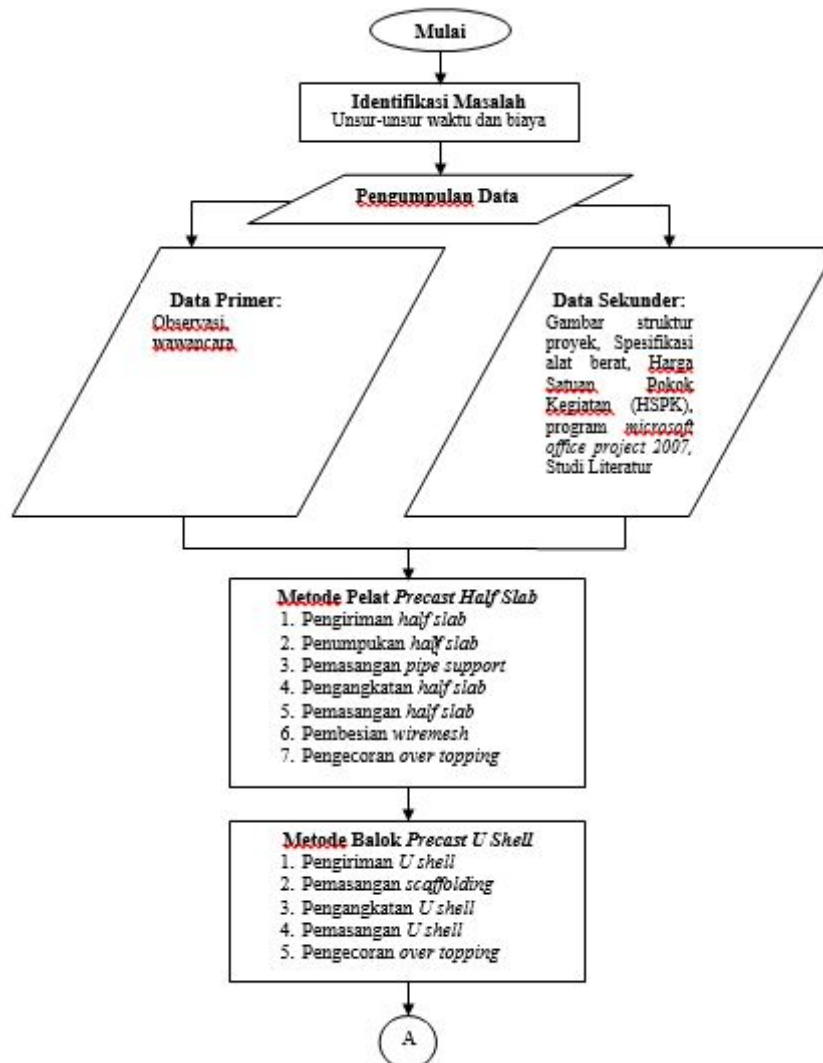 Mulai
Identifikasi Masalah
Unsur-unsur waktu dan biaya
Pengumpulan Data
Data Primer:
Observasi,
wawancara
Data Sekunder:
Gambar struktur
proyek, Spesifikasi
alat berat, Harga
Satuan Pokok
Kegiatan (HSPK),
program microsoft
office project 2007,
Studi Literatur
Metode Pelat Precast Half Slab
1. Pengiriman half slab
2. Penumpukan half slab
3. Pemasangan pipe support
4. Pengangkatan half slab
5. Pemasangan half slab
6. Pembesian wiremesh
7. Pengecoran over topping
Metode Balok Precast U Shell
1. Pengiriman U shell
2. Pemasangan scaffolding
3. Pengangkatan U shell
4. Pemasangan U shell
5. Pengecoran over topping
A